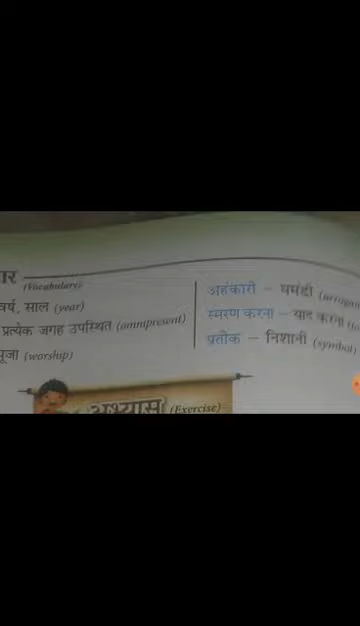 (Vocabulary)
वर्ष, साल (year)
प्रत्येक जगह उपस्थित (omnipresent)
पूजा (worship)
अहंकारी – घमंडी
स्मरण करना – याद करना
प्रतीक – निशानी (symbol)
अभ्यास (Exercise)